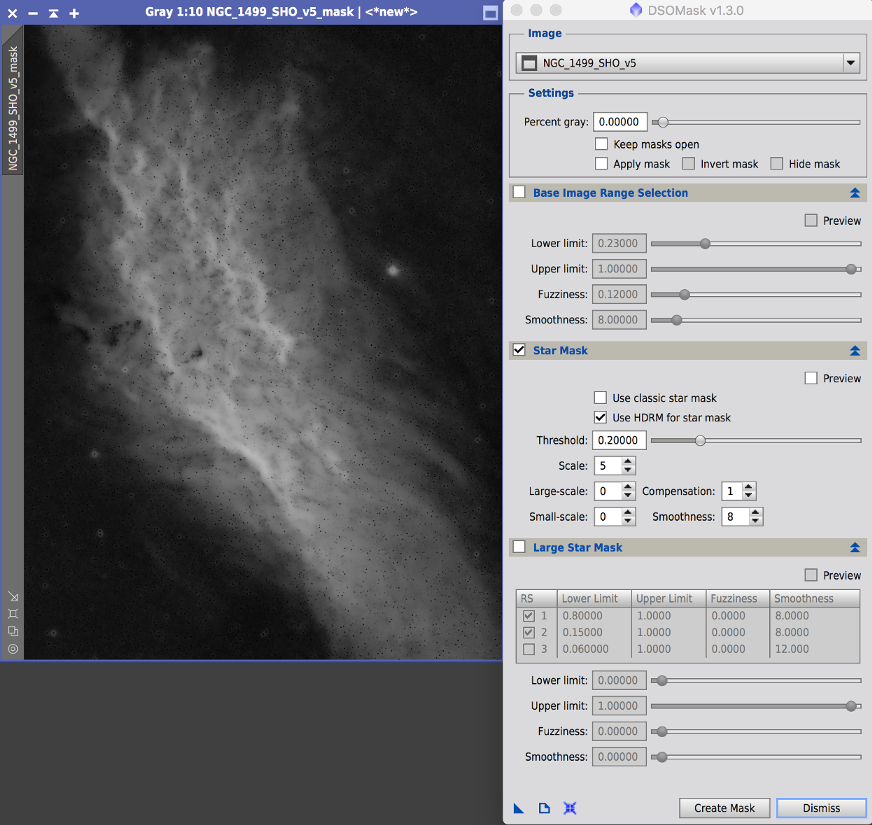 Gray 1:10 NGC_1499_SHO_v5_mask | <*new*>
NGC_1499_SHO_v5_mask
DSOMask v1.3.0
Image
NGC_1499_SHO_v5
Settings
Percent gray: 0.00000
Keep masks open
Apply mask Invert mask Hide mask
Base Image Range Selection
Preview
Lower limit: 0.23000
Upper limit: 1.00000
Fuzziness: 0.12000
Smoothness: 8.00000
Star Mask
Preview
Use classic star mask
Use HDRM for star mask
Threshold: 0.20000
Scale: 5
Large-scale: 0 Compensation: 1
Small-scale: 0 Smoothness: 8
Large Star Mask
Preview
RS Lower Limit Upper Limit Fuzziness Smoothness
1 0.80000 1.0000 0.0000 8.0000
2 0.15000 1.0000 0.0000 8.0000
3 0.060000 1.0000 0.0000 12.000
Lower limit: 0.00000
Upper limit: 1.00000
Fuzziness: 0.00000
Smoothness: 0.00000
Create Mask Dismiss